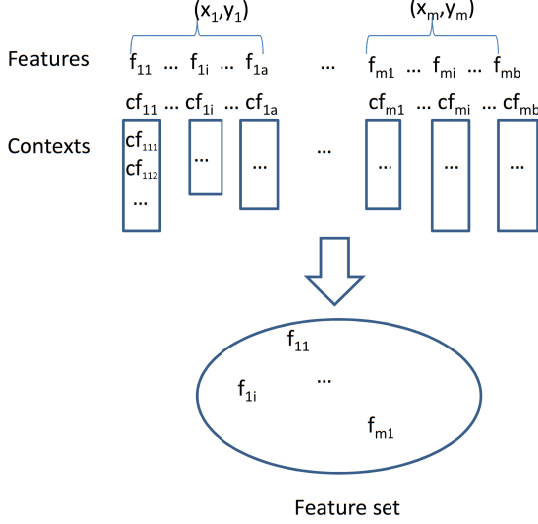 (x1,y1) (xm,ym)
Features f11 ... f1i ... f1a ... fm1 ... fmi ... fmb
cf11 ... cf1i ... cf1a cfm1 ... cfmi ... cfmb
Contexts cf111 ... ... ... ... ... ...
cf112
...
f11
f1i ...
fm1
Feature set